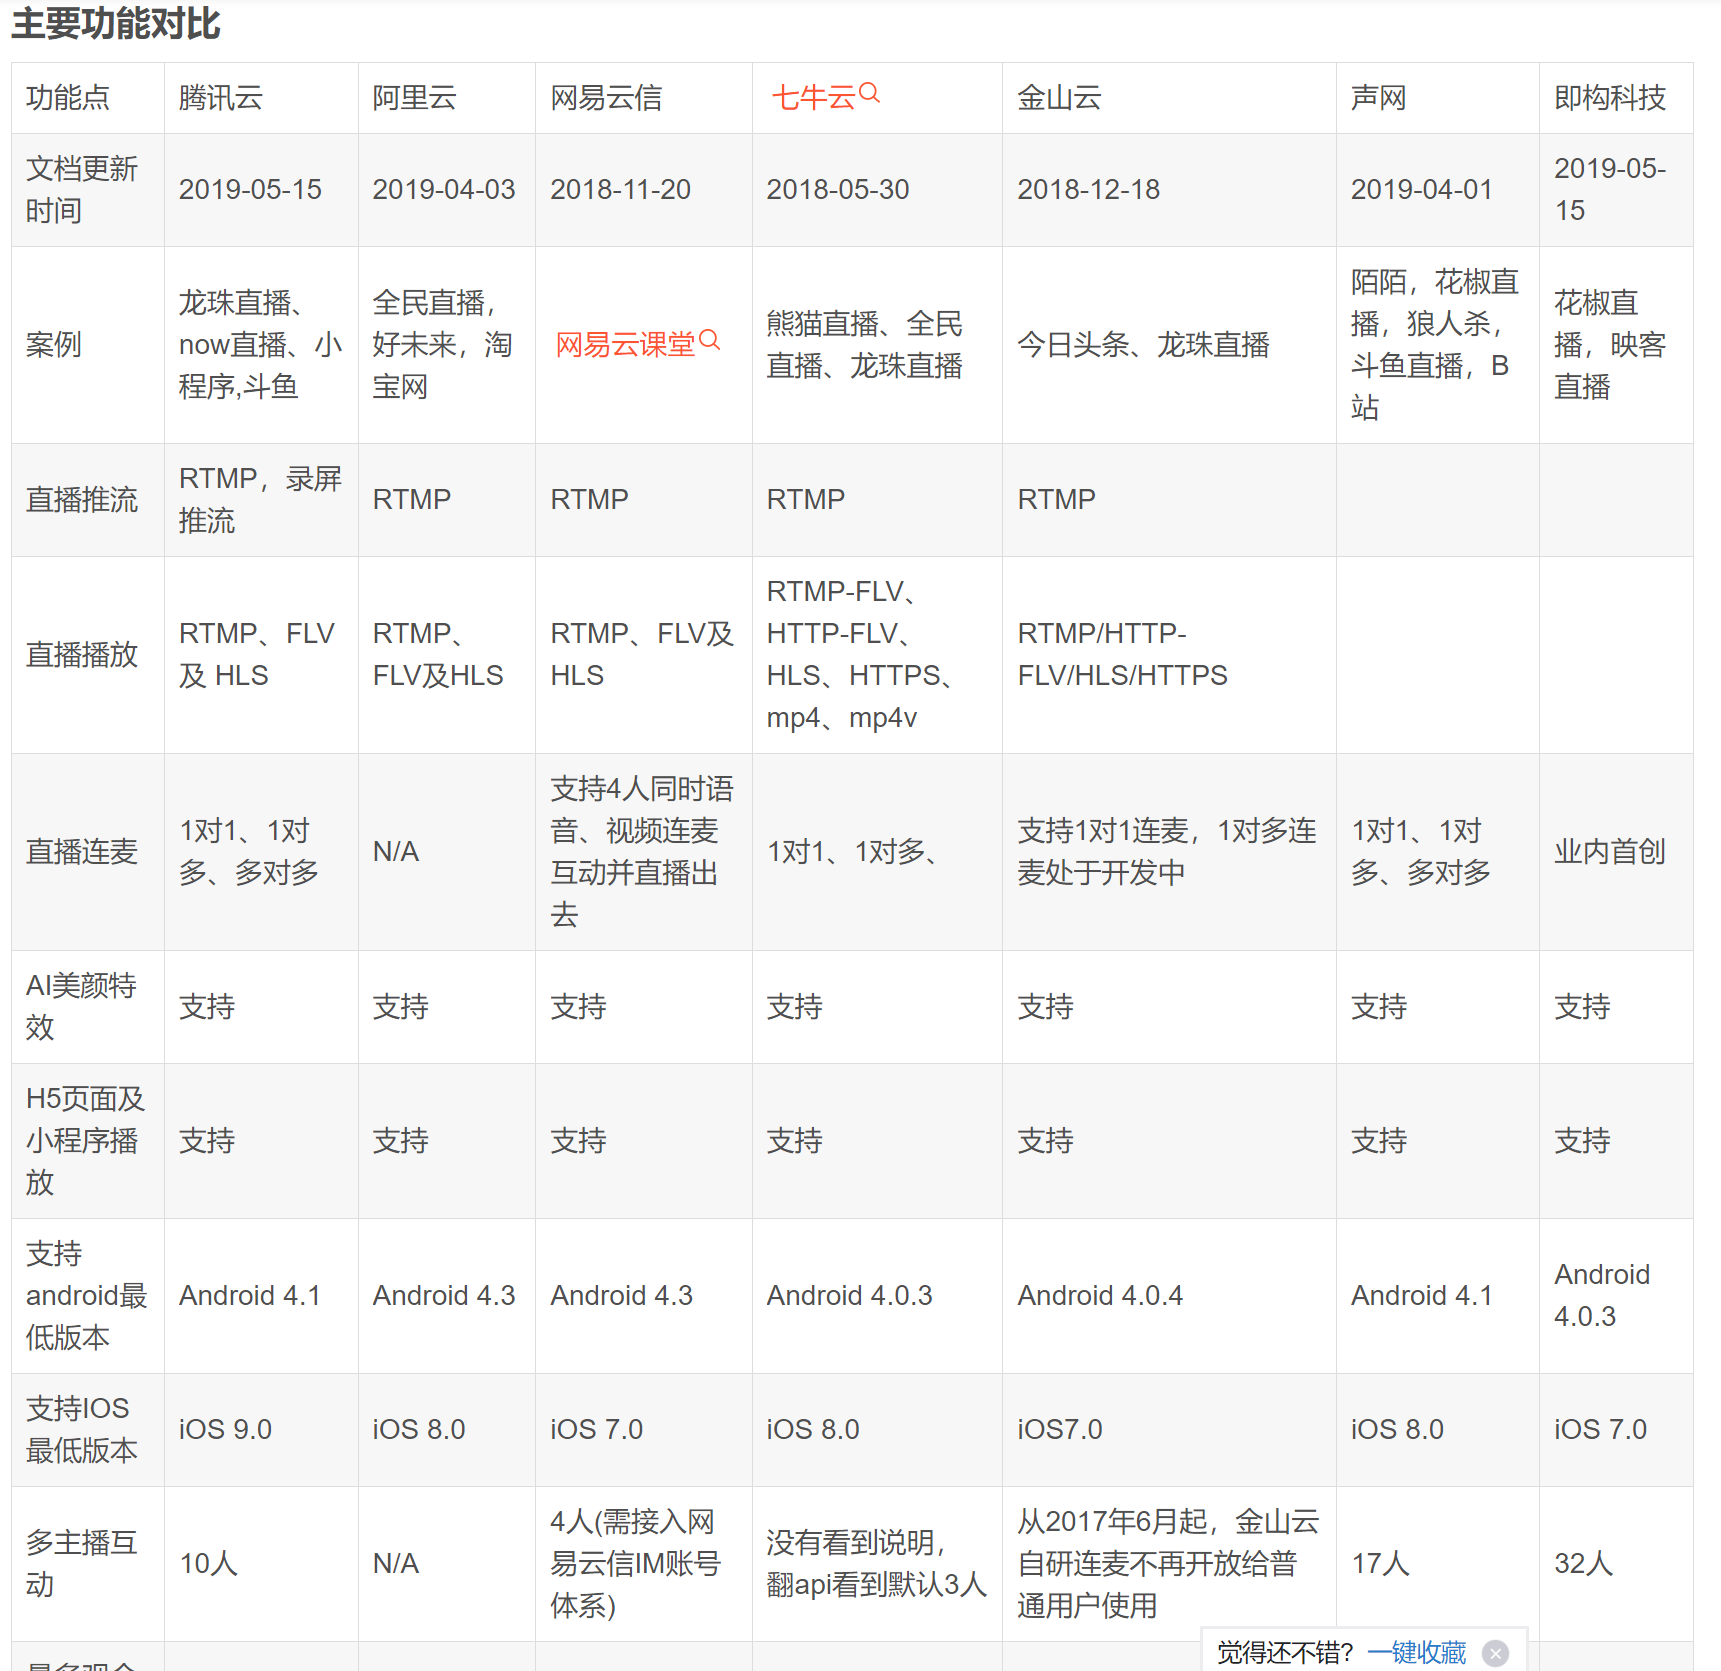 主要功能对比
功能点 腾讯云 阿里云 网易云信 七牛云 金山云 声网 即构科技
文档更新
时间
2019-05-15
2019-04-03
2018-11-20
2018-05-30
2018-12-18
2019-04-01
2019-05-
15
案例
龙珠直播、
now直播、小
程序,斗鱼
全民直播，
好未来，淘
宝网
网易云课堂
熊猫直播、全民
直播、龙珠直播
今日头条、龙珠直播
陌陌，花椒直
播，狼人杀，
斗鱼直播，B
站
花椒直
播，映客
直播
直播推流
RTMP，录屏
推流
RTMP
RTMP
RTMP
RTMP
直播播放
RTMP、FLV
及 HLS
RTMP、
FLV及HLS
RTMP、FLV及
HLS
RTMP-FLV、
HTTP-FLV、
HLS、HTTPS、
mp4、mp4v
RTMP/HTTP-
FLV/HLS/HTTPS
直播连麦
1对1、1对
多、多对多
N/A
支持4人同时语
音、视频连麦
互动并直播出
去
1对1、1对多、
支持1对1连麦，1对多连
麦处于开发中
1对1、1对
多、多对多
业内首创
AI美颜特
效
支持
支持
支持
支持
支持
支持
支持
H5页面及
小程序播
放
支持
支持
支持
支持
支持
支持
支持
支持
android最
低版本
Android 4.1
Android 4.3
Android 4.3
Android 4.0.3
Android 4.0.4
Android 4.1
Android
4.0.3
支持IOS
最低版本
iOS 9.0
iOS 8.0
iOS 7.0
iOS 8.0
iOS7.0
iOS 8.0
iOS 7.0
多主播互
动
10人
N/A
4人(需接入网
易云信IM账号
体系)
没有看到说明，
翻api看到默认3人
从2017年6月起，金山云
自研连麦不再开放给普
通用户使用
17人
32人
觉得还不错？ 一键收藏